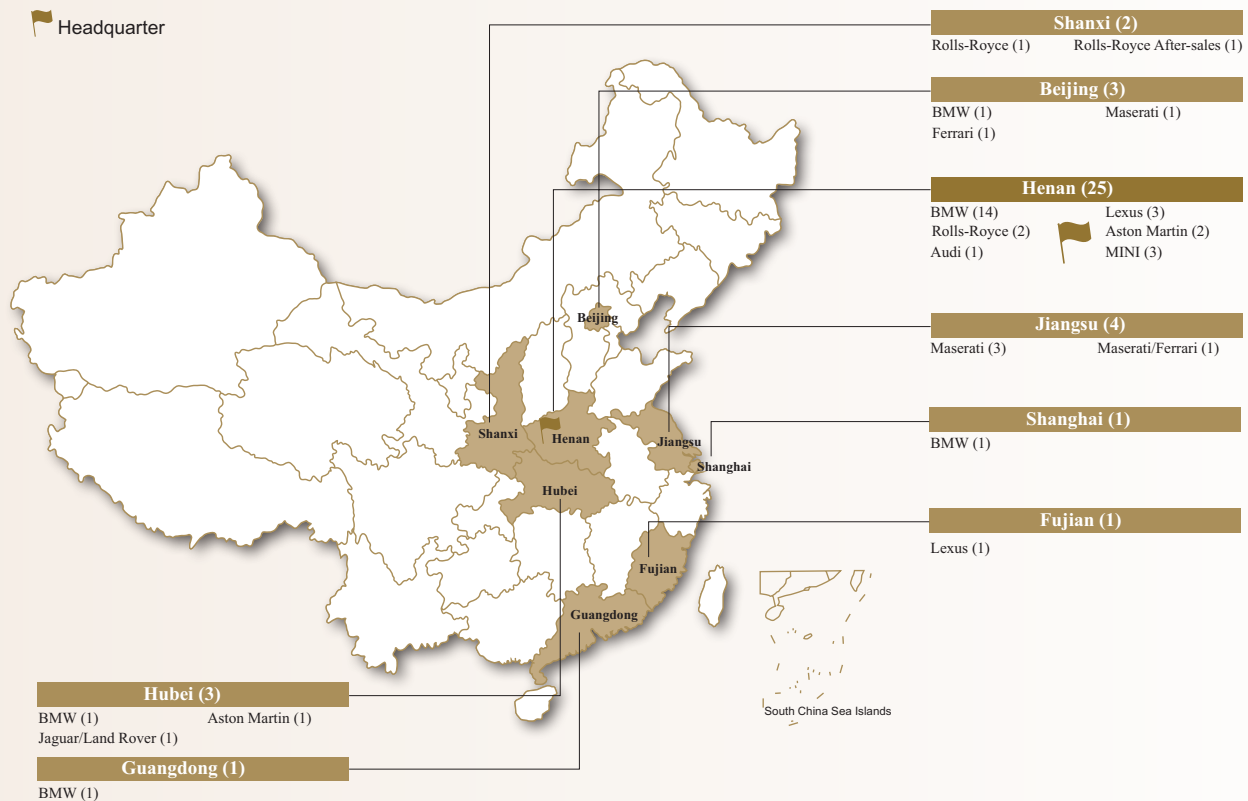 Headquarter
Shanxi (2)
Rolls-Royce (1) Rolls-Royce After-sales (1)
Beijing (3)
BMW (1) Maserati (1)
Ferrari (1)
Henan (25)
BMW (14) Lexus (3)
Rolls-Royce (2) Aston Martin (2)
Audi (1) MINI (3)
Jiangsu (4)
Maserati (3) Maserati/Ferrari (1)
Shanghai (1)
BMW (1)
Fujian (1)
Lexus (1)
Beijing
Shanxi
Henan
Jiangsu
Shanghai
Hubei
Fujian
Guangdong
South China Sea Islands
Hubei (3)
BMW (1) Aston Martin (1)
Jaguar/Land Rover (1)
Guangdong (1)
BMW (1)